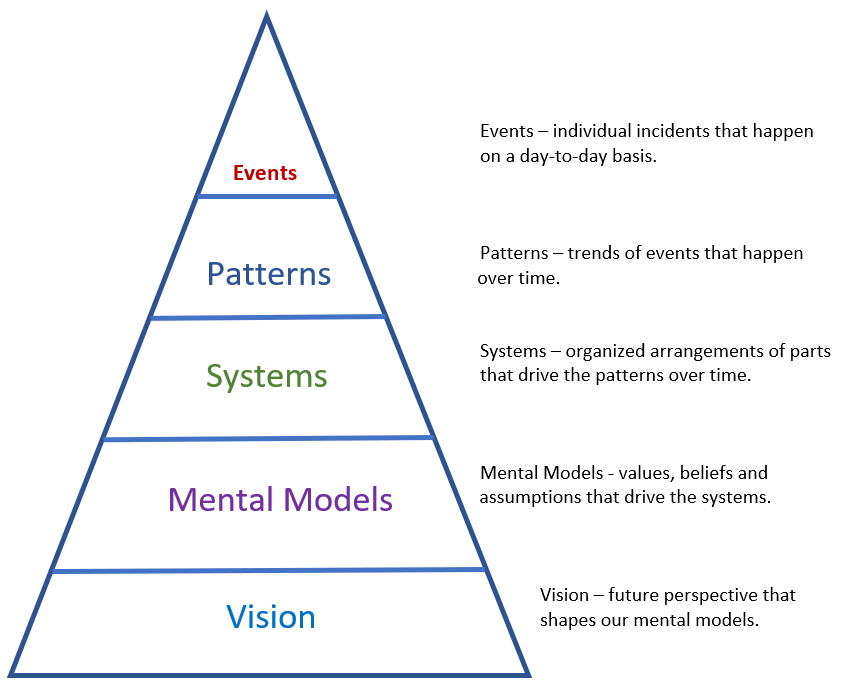 Events – individual incidents that happen
on a day-to-day basis.
Events
Patterns – trends of events that happen
over time.
Patterns
Systems – organized arrangements of parts
that drive the patterns over time.
Systems
Mental Models - values, beliefs and
assumptions that drive the systems.
Mental Models
Vision – future perspective that
shapes our mental models.
Vision